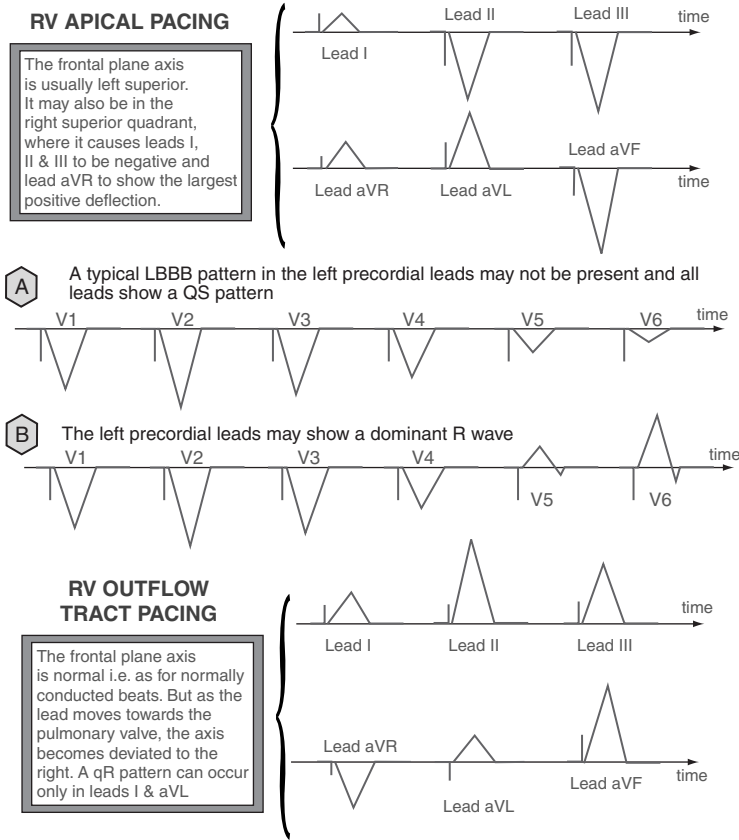 RV APICAL PACING
The frontal plane axis
is usually left superior.
It may also be in the
right superior quadrant,
where it causes leads I,
II & III to be negative and
lead aVR to show the largest
positive deflection.
Lead I
Lead II
Lead III
time
Lead aVR
Lead aVL
Lead aVF
time
A
A typical LBBB pattern in the left precordial leads may not be present and all
leads show a QS pattern
V1
V2
V3
V4
V5
V6
time
B
The left precordial leads may show a dominant R wave
V1
V2
V3
V4
V5
V6
time
RV OUTFLOW
TRACT PACING
The frontal plane axis
is normal i.e. as for normally
conducted beats. But as the
lead moves towards the
pulmonary valve, the axis
becomes deviated to the
right. A qR pattern can occur
only in leads I & aVL
Lead I
Lead II
Lead III
time
Lead aVR
Lead aVL
Lead aVF
time